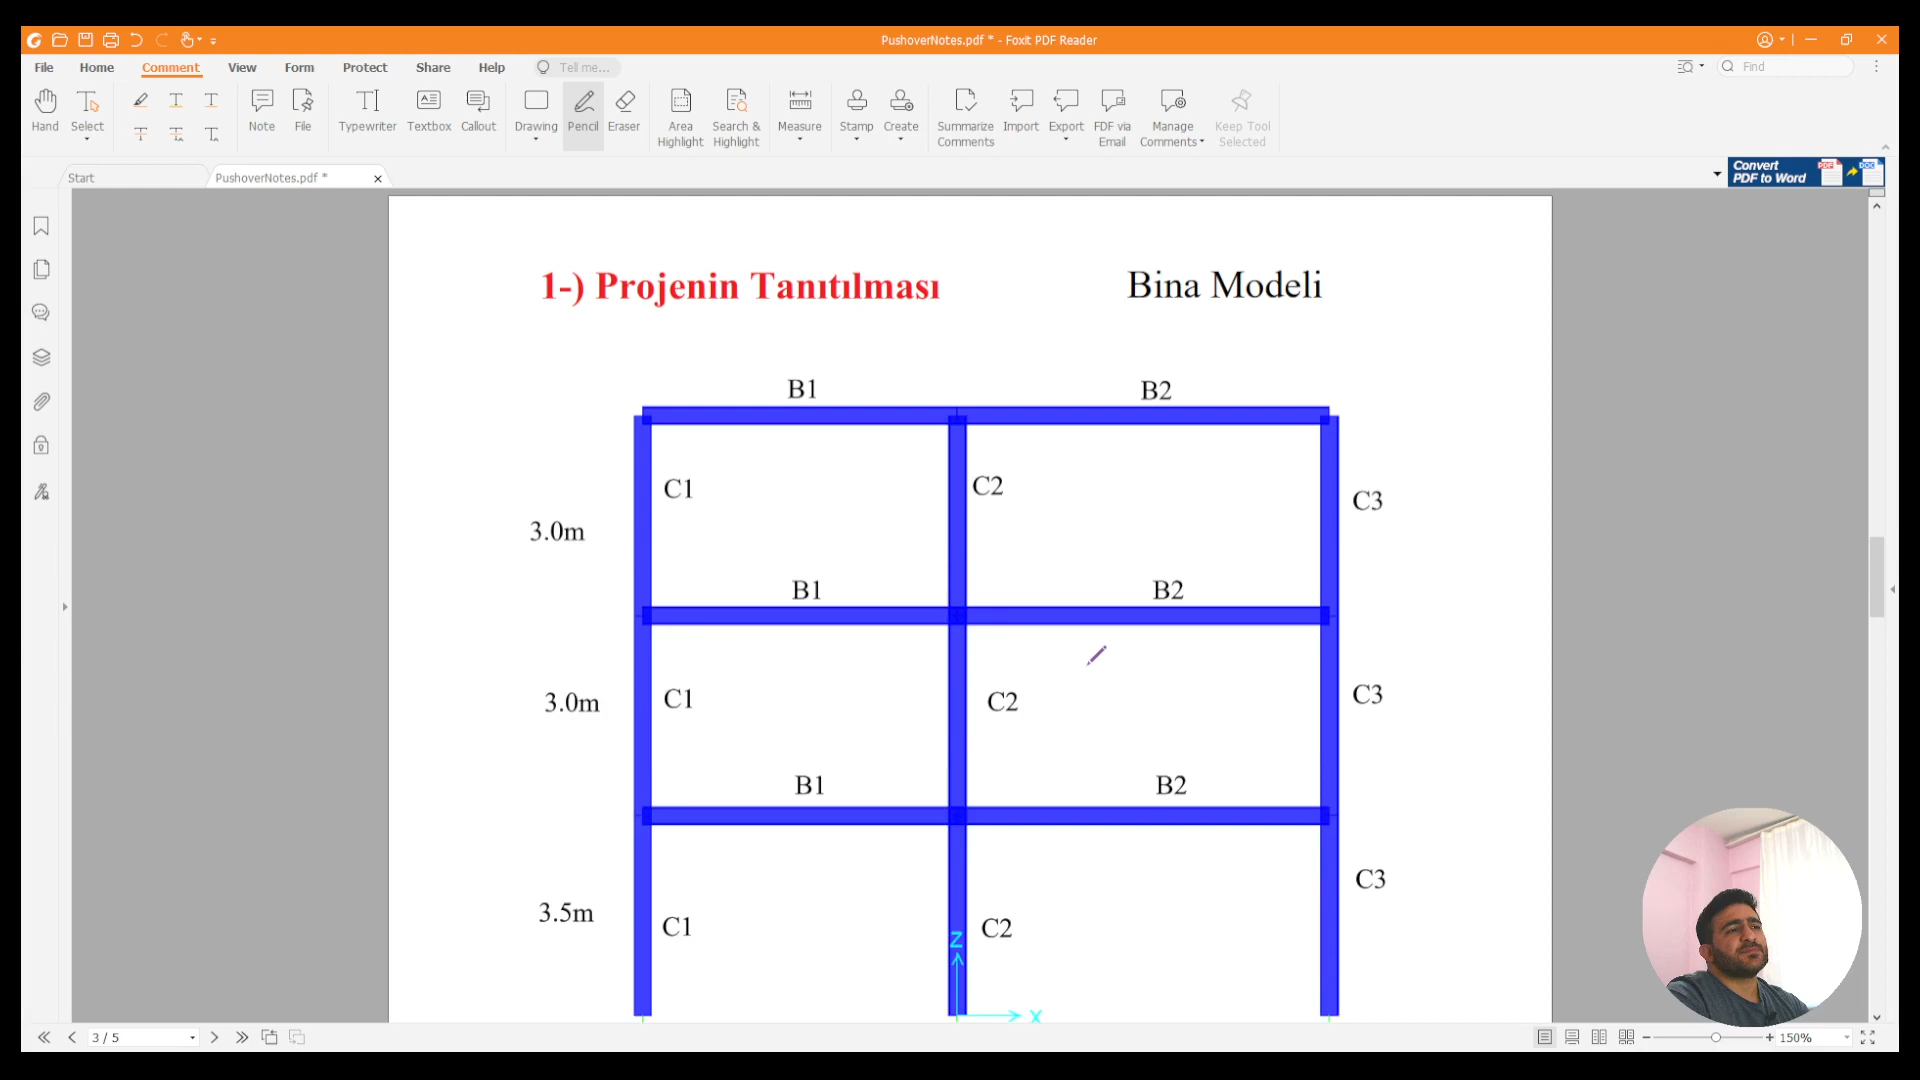 PushoverNotes.pdf * - Foxit PDF Reader
File Home Comment View Form Protect Share Help Tell me... Find
Hand Select Note File Typewriter Textbox Callout Drawing Pencil Eraser Area Highlight Search & Highlight Measure Stamp Create Summarize Comments Import Export FDF via Email Manage Comments Keep Tool Selected
Start PushoverNotes.pdf *
Convert
PDF to Word
1-) Projenin Tanıtılması Bina Modeli
B1 B2
C1 C2 C3
3.0m
B1 B2
3.0m C1 C2 C3
B1 B2
C3
3.5m C1 C2
Z
X
3 / 5 150%